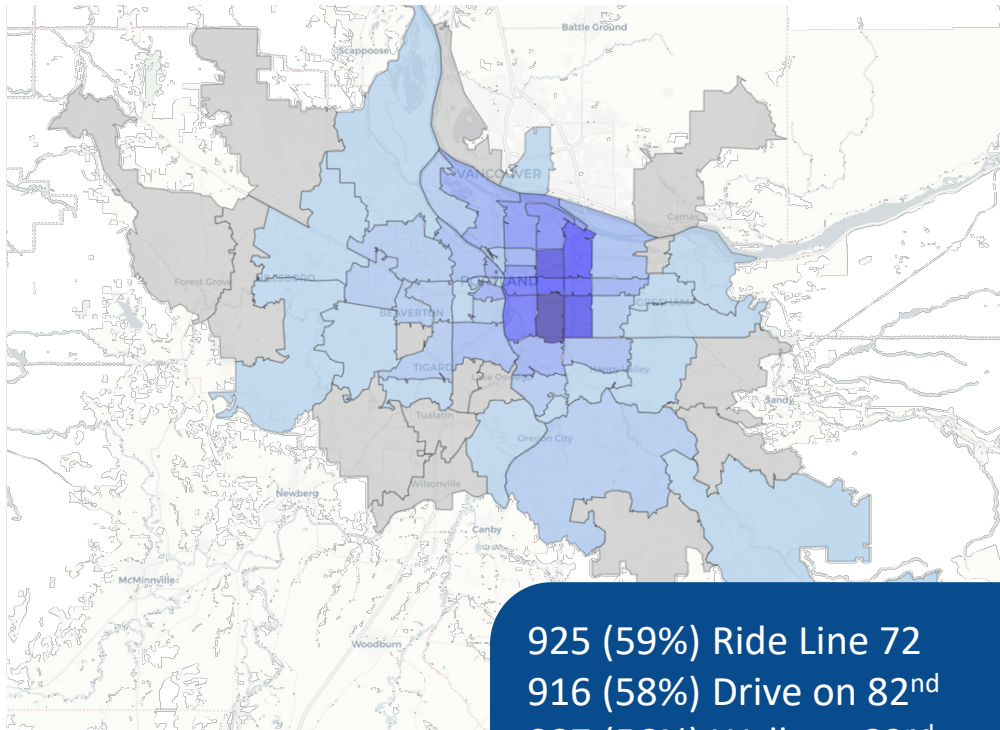 Battle Ground
Scappoose
VANCOUVER
Camas
PORTLAND
HILLSBORO
Forest Grove
GRESHAM
BEAVERTON
TIGARD
Happy Valley
Lake Oswego
Sandy
Tualatin
Oregon City
Wilsonville
Newberg
Canby
McMinnville
Woodburn
925 (59%) Ride Line 72
916 (58%) Drive on 82nd